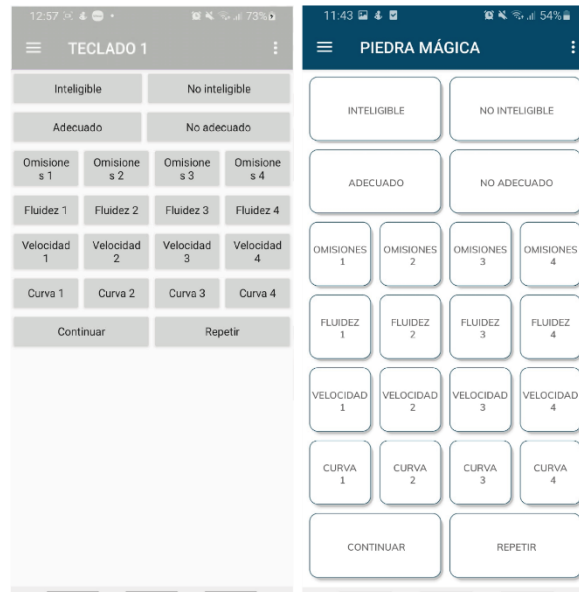 12:57
73%
TECLADO 1
Inteligible No inteligible
Adecuado No adecuado
Omisione Omisione Omisione Omisione
s 1 s 2 s 3 s 4
Fluidez 1 Fluidez 2 Fluidez 3 Fluidez 4
Velocidad Velocidad Velocidad Velocidad
1 2 3 4
Curva 1 Curva 2 Curva 3 Curva 4
Continuar Repetir
11:43 54%
PIEDRA MÁGICA
INTELIGIBLE NO INTELIGIBLE
ADECUADO NO ADECUADO
OMISIONES OMISIONES OMISIONES OMISIONES
1 2 3 4
FLUIDEZ FLUIDEZ FLUIDEZ FLUIDEZ
1 2 3 4
VELOCIDAD VELOCIDAD VELOCIDAD VELOCIDAD
1 2 3 4
CURVA CURVA CURVA CURVA
1 2 3 4
CONTINUAR REPETIR